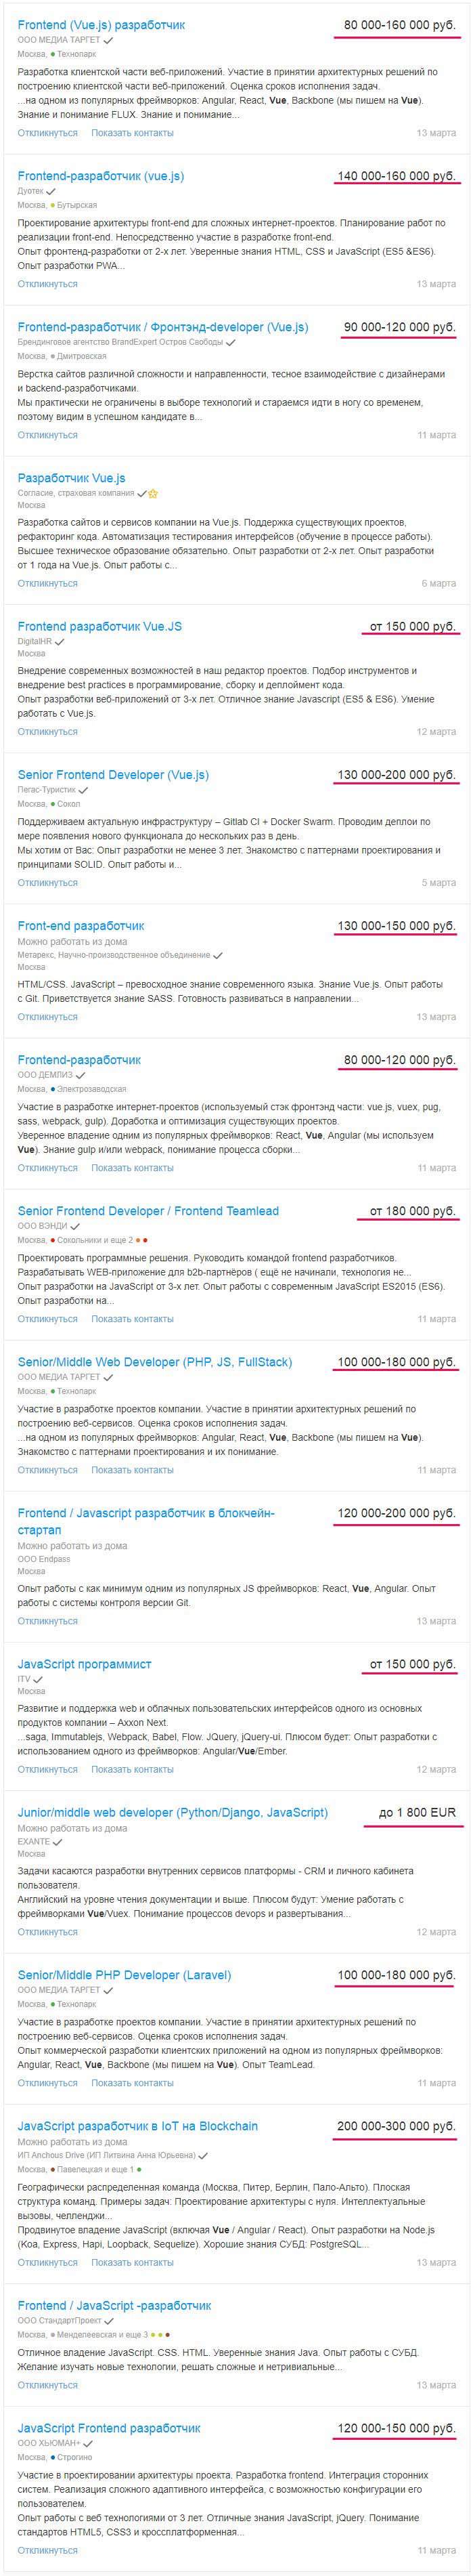 Frontend (Vue.js) разработчик
80 000-160 000 руб.
ООО МЕДИА ТАРГЕТ
Москва, Технопарк
Разработка клиентской части веб-приложений. Участие в принятии архитектурных решений по
построению клиентской части веб-приложений. Оценка сроков исполнения задач.
...на одном из популярных фреймворков: Angular, React, Vue, Backbone (мы пишем на Vue).
Знание и понимание FLUX. Знание и понимание...
Откликнуться Показать контакты
13 марта
Frontend-разработчик (vue.js)
140 000-160 000 руб.
Дуотек
Москва, Бутырская
Проектирование архитектуры front-end для сложных интернет-проектов. Планирование работ по
реализации front-end. Непосредственно участие в разработке front-end.
Опыт фронтенд-разработки от 2-х лет. Уверенные знания HTML, CSS и JavaScript (ES5 &ES6).
Опыт разработки PWA...
Откликнуться
13 марта
Frontend-разработчик / Фронтэнд-developer (Vue.js)
90 000-120 000 руб.
Брендинговое агентство BrandExpert Остров Свободы
Москва, Дмитровская
Верстка сайтов различной сложности и направленности, тесное взаимодействие с дизайнерами
и backend-разработчиками.
Мы практически не ограничены в выборе технологий и стараемся идти в ногу со временем,
поэтому видим в успешном кандидате в...
Откликнуться
11 марта
Разработчик Vue.js
Согласие, страховая компания
Москва
Разработка сайтов и сервисов компании на Vue.js. Поддержка существующих проектов,
рефакторинг кода. Автоматизация тестирования интерфейсов (обучение в процессе работы).
Высшее техническое образование обязательно. Опыт разработки от 2-х лет. Опыт разработки
от 1 года на Vue.js. Опыт работы с...
Откликнуться
6 марта
Frontend разработчик Vue.JS
от 150 000 руб.
DigitalHR
Москва
Внедрение современных возможностей в наш редактор проектов. Подбор инструментов и
внедрение best practices в программирование, сборку и деплоймент кода.
Опыт разработки веб-приложений от 3-х лет. Отличное знание Javascript (ES5 & ES6). Умение
работать с Vue.js.
Откликнуться
12 марта
Senior Frontend Developer (Vue.js)
130 000-200 000 руб.
Пегас-Туристик
Москва, Сокол
Поддерживаем актуальную инфраструктуру – Gitlab CI + Docker Swarm. Проводим деплои по
мере появления нового функционала до нескольких раз в день.
Мы хотим от Вас: Опыт разработки не менее 3 лет. Знакомство с паттернами проектирования и
принципами SOLID. Опыт работы и...
Откликнуться
5 марта
Front-end разработчик
130 000-150 000 руб.
Можно работать из дома
Метарекс, Научно-производственное объединение
Москва
HTML/CSS. JavaScript – превосходное знание современного языка. Знание Vue.js. Опыт работы
с Git. Приветствуется знание SASS. Готовность развиваться в направлении...
Откликнуться
13 марта
Frontend-разработчик
80 000-120 000 руб.
ООО ДЕМЛИЗ
Москва, Электрозаводская
Участие в разработке интернет-проектов (используемый стэк фронтэнд части: vue.js, vuex, pug,
sass, webpack, gulp). Доработка и оптимизация существующих проектов.
Уверенное владение одним из популярных фреймворков: React, Vue, Angular (мы используем
Vue). Знание gulp и/или webpack, понимание процесса сборки...
Откликнуться Показать контакты
11 марта
Senior Frontend Developer / Frontend Teamlead
от 180 000 руб.
ООО ВЭНДИ
Москва, Сокольники и еще 2
Проектировать программные решения. Руководить командой frontend разработчиков.
Разрабатывать WEB-приложение для b2b-партнёров ( ещё не начинали, технология не...
Опыт разработки на JavaScript от 3-х лет. Опыт работы с современным JavaScript ES2015 (ES6).
Опыт разработки на...
Откликнуться Показать контакты
11 марта
Senior/Middle Web Developer (PHP, JS, FullStack)
100 000-180 000 руб.
ООО МЕДИА ТАРГЕТ
Москва, Технопарк
Участие в разработке проектов компании. Участие в принятии архитектурных решений по
построению веб-сервисов. Оценка сроков исполнения задач.
...на одном из популярных фреймворков: Angular, React, Vue, Backbone (мы пишем на Vue).
Знакомство с паттернами проектирования и их понимание.
Откликнуться Показать контакты
11 марта
Frontend / Javascript разработчик в блокчейн-
стартап
120 000-200 000 руб.
Можно работать из дома
ООО Endpass
Москва
Опыт работы с как минимум одним из популярных JS фреймворков: React, Vue, Angular. Опыт
работы с системы контроля версии Git.
Откликнуться
13 марта
JavaScript программист
от 150 000 руб.
ITV
Москва
Развитие и поддержка web и облачных пользовательских интерфейсов одного из основных
продуктов компании – Axxon Next.
...saga, Immutablejs, Webpack, Babel, Flow. JQuery, jQuery-ui. Плюсом будет: Опыт разработки с
использованием одного из фреймворков: Angular/Vue/Ember.
Откликнуться
12 марта
Junior/middle web developer (Python/Django, JavaScript)
до 1 800 EUR
Можно работать из дома
EXANTE
Москва
Задачи касаются разработки внутренних сервисов платформы - CRM и личного кабинета
пользователя.
Английский на уровне чтения документации и выше. Плюсом будут: Умение работать с
фреймворками Vue/Vuex. Понимание процессов devops и развертывания...
Откликнуться
12 марта
Senior/Middle PHP Developer (Laravel)
100 000-180 000 руб.
ООО МЕДИА ТАРГЕТ
Москва, Технопарк
Участие в разработке проектов компании. Участие в принятии архитектурных решений по
построению веб-сервисов. Оценка сроков исполнения задач.
Опыт коммерческой разработки клиентских приложений на одном из популярных фреймворков:
Angular, React, Vue, Backbone (мы пишем на Vue). Опыт TeamLead.
Откликнуться Показать контакты
11 марта
JavaScript разработчик в IoT на Blockchain
200 000-300 000 руб.
Можно работать из дома
ИП Anchous Drive (ИП Литвина Анна Юрьевна)
Москва, Павелецкая и еще 1
Географически распределенная команда (Москва, Питер, Берлин, Пало-Альто). Плоская
структура команд. Примеры задач: Проектирование архитектуры с нуля. Интеллектуальные
вызовы, челленджи...
Продвинутое владение JavaScript (включая Vue / Angular / React). Опыт разработки на Node.js
(Koa, Express, Hapi, Loopback, Sequelize). Хорошие знания СУБД: PostgreSQL...
Откликнуться Показать контакты
13 марта
Frontend / JavaScript -разработчик
ООО СтандартПроект
Москва, Менделеевская и еще 3
Отличное владение JavaScript. CSS. HTML. Уверенные знания Java. Опыт работы с СУБД.
Желание изучать новые технологии, решать сложные и нетривиальные...
Откликнуться
13 марта
JavaScript Frontend разработчик
120 000-150 000 руб.
ООО ХЬЮМАН+
Москва, Строгино
Участие в проектировании архитектуры проекта. Разработка frontend. Интеграция сторонних
систем. Реализация сложного адаптивного интерфейса, с возможностью конфигурации его
пользователем.
Опыт работы с веб технологиями от 3 лет. Отличные знания JavaScript, jQuery. Понимание
стандартов HTML5, CSS3 и кроссплатформенная...
Откликнуться
11 марта